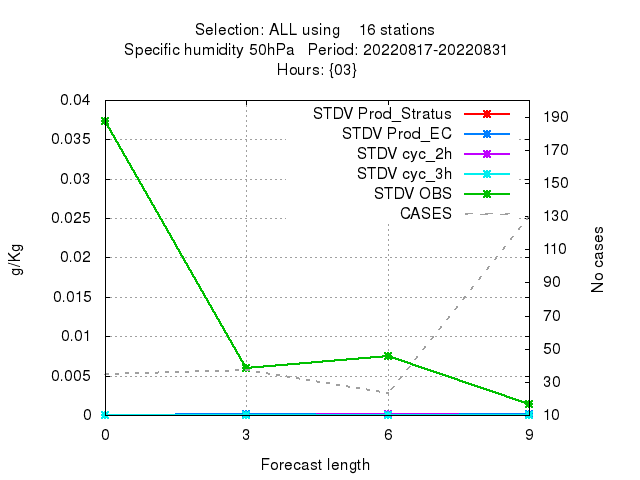 Selection: ALL using    16 stations
Specific humidity 50hPa   Period: 20220817-20220831
Hours: {03}
STDV Prod_Stratus
STDV Prod_EC
STDV cyc_2h
STDV cyc_3h
STDV OBS
CASES
0.04
0.035
0.03
0.025
0.02
0.015
0.01
0.005
0
190
170
150
130
110
90
70
50
30
10
g/Kg
No cases
0 3 6 9
Forecast length